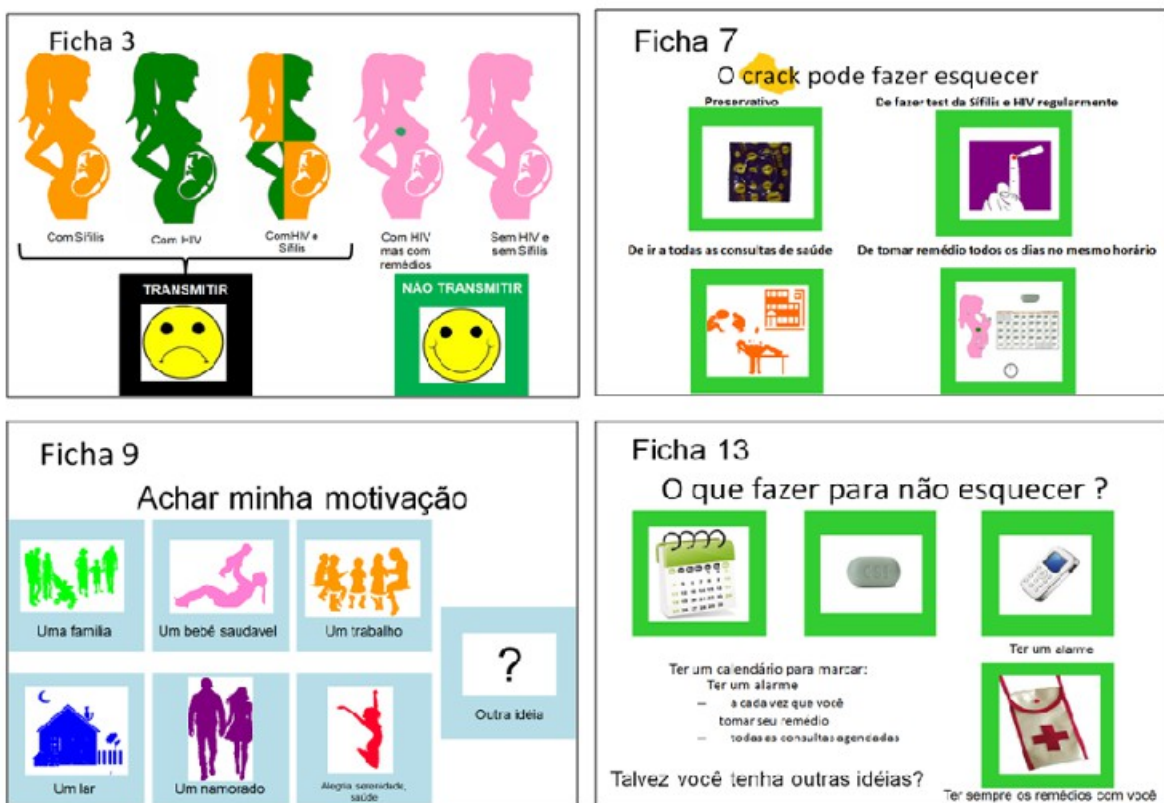 Ficha 3
Com Sífilis
Com HIV
ComHIV e
Sífilis
Com HIV
mas com
remédios
Sem HIV e
sem Sífilis
TRANSMITIR
NÃO TRANSMITIR
Ficha 7
O crack pode fazer esquecer
Preservativo
De fazer test da Sífilis e HIV regularmente
De ir a todas as consultas de saúde
De tomar remédio todos os dias no mesmo horário
Ficha 9
Achar minha motivação
Uma familia
Um bebê saudavel
Um trabalho
?
Outra idéia
Um lar
Um namorado
Alegria, serenidade,
saúde
Ficha 13
O que fazer para não esquecer ?
Ter um alarme
Ter um calendário para marcar:
Ter um alarme
– a cada vez que você
tomar seu remédio
– todas as consultas agendadas
Talvez você tenha outras idéias?
Ter sempre os remédios com você